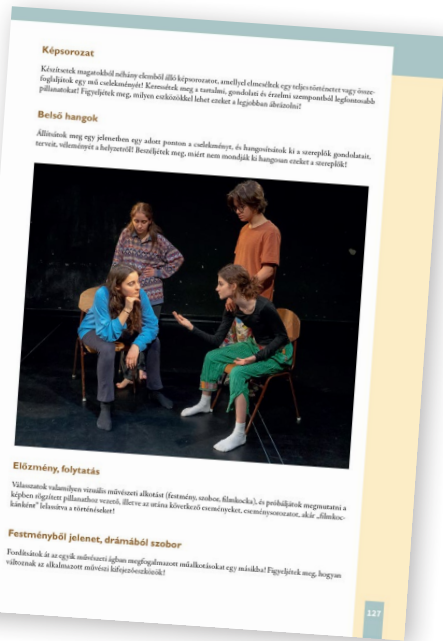 Képsorozat
Készítsetek magatokból néhány elemből álló képsorozatot, amellyel elmeséltek egy teljes történetet vagy össze-
foglaljátok egy mű cselekményét! Keressétek meg a tartalmi, gondolati és érzelmi szempontból legfontosabb
pillanatokat! Figyeljétek meg, milyen eszközökkel lehet ezeket a legjobban ábrázolni!
Belső hangok
Állítsátok meg egy jelenetben egy adott ponton a cselekményt, és hangosítsátok ki a szereplők gondolatait,
terveit, véleményét a helyzetről! Beszéljétek meg, miért nem mondják ki hangosan ezeket a szereplők!
Előzmény, folytatás
Válasszatok valamilyen vizuális művészeti alkotást (festmény, szobor, filmkocka), és próbáljátok megmutatni a
képben rögzített pillanathoz vezető, illetve az utána következő eseményeket, eseménysorozatot, akár „filmkoc-
kánként” lelassítva a történéseket!
Festményből jelenet, drámából szobor
Fordítsátok át az egyik művészeti ágban megfogalmazott műalkotásokat egy másikba! Figyeljétek meg, hogyan
változnak az alkalmazott művészi kifejezőeszközök!
127